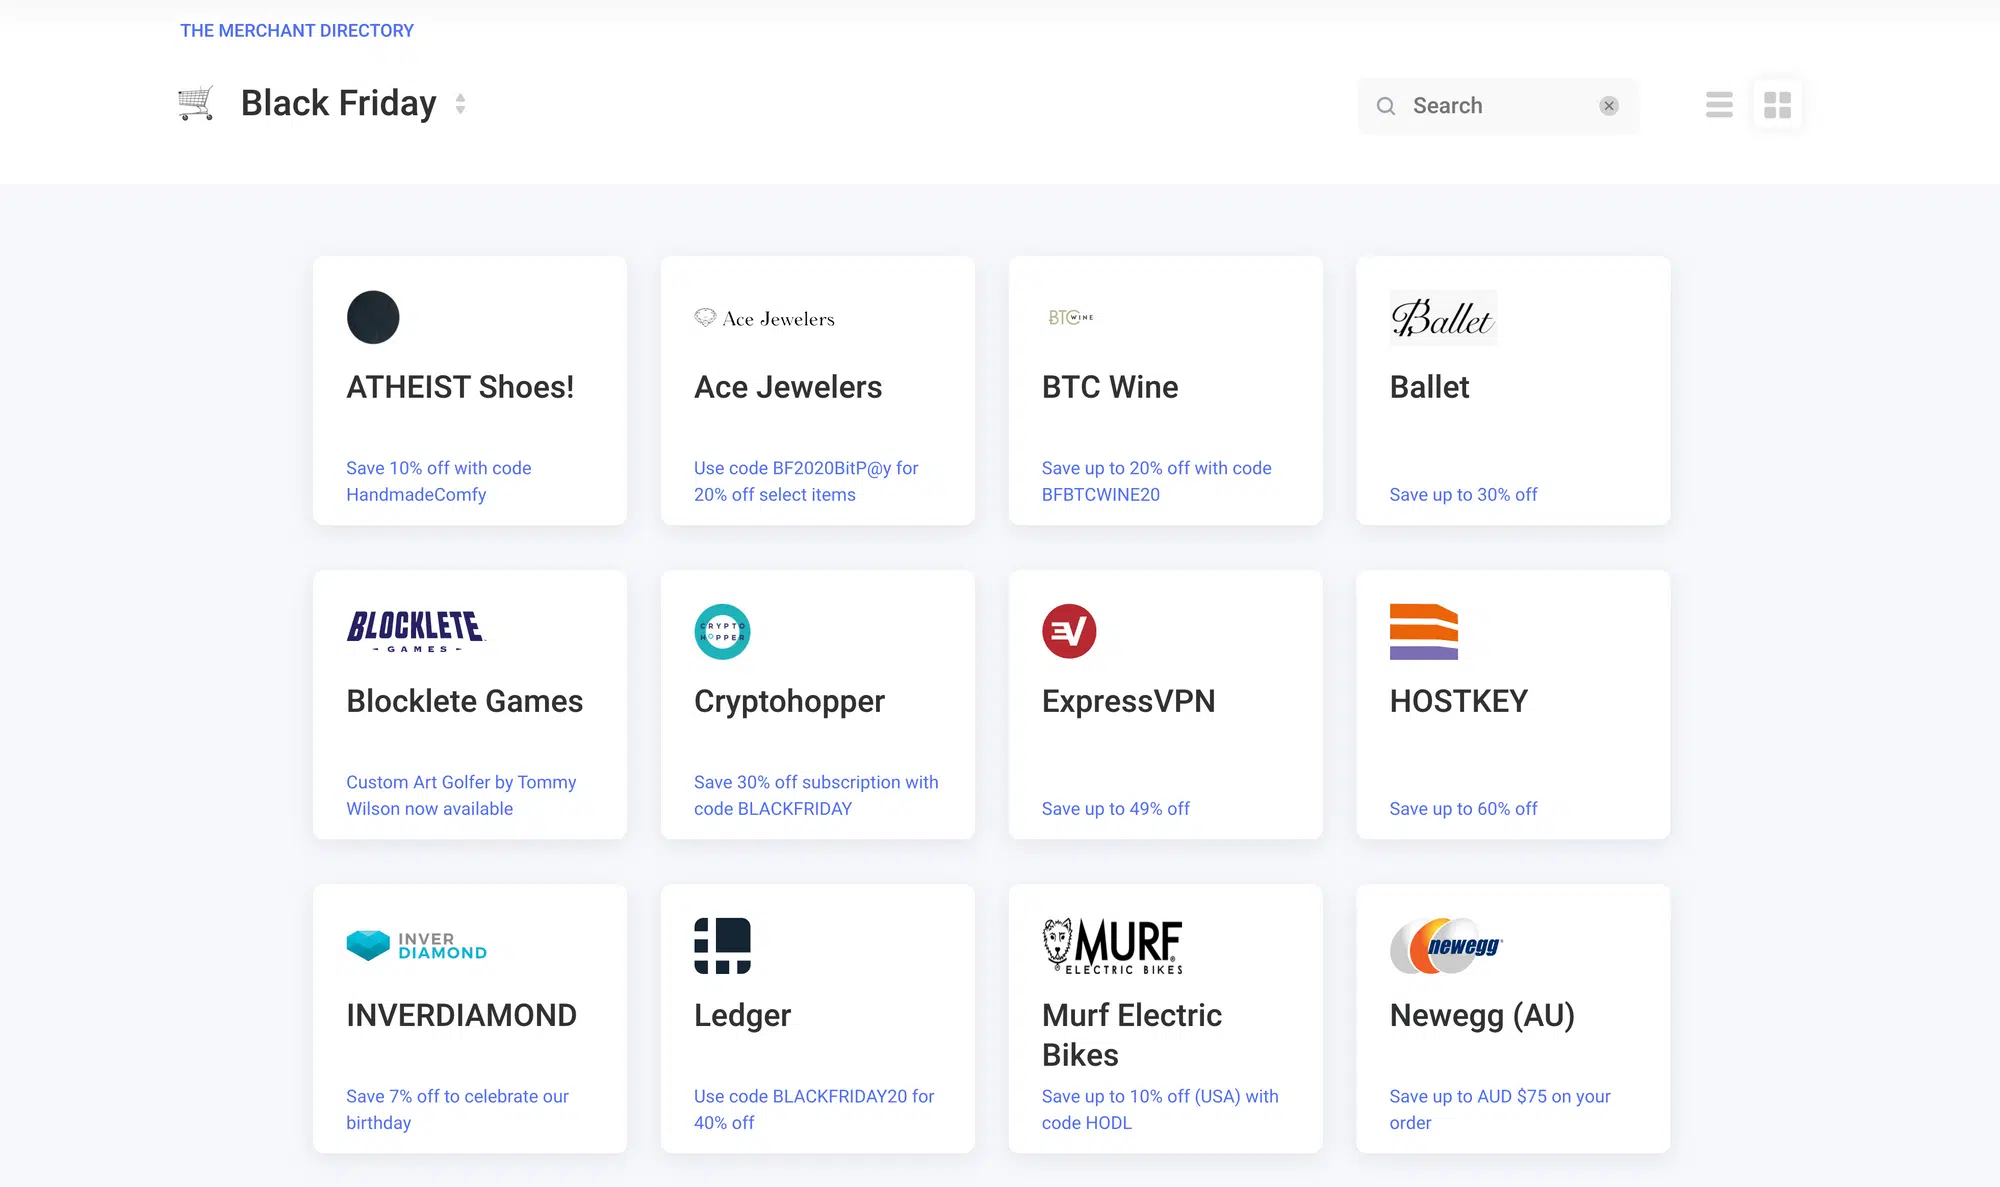 THE MERCHANT DIRECTORY
Black Friday
Search
Ace Jewelers
BTC WINE
Ballet
ATHEIST Shoes!
Ace Jewelers
BTC Wine
Ballet
Save 10% off with code
HandmadeComfy
Use code BF2020BitP@y for
20% off select items
Save up to 20% off with code
BFBTCWINE20
Save up to 30% off
BLOCKLETE
GAMES
CRYPTO
HOPPER
Blocklete Games
Cryptohopper
ExpressVPN
HOSTKEY
Custom Art Golfer by Tommy
Wilson now available
Save 30% off subscription with
code BLACKFRIDAY
Save up to 49% off
Save up to 60% off
INVER
DIAMOND
MURF
ELECTRIC BIKES
newegg
INVERDIAMOND
Ledger
Murf Electric
Bikes
Newegg (AU)
Save 7% off to celebrate our
birthday
Use code BLACKFRIDAY20 for
40% off
Save up to 10% off (USA) with
code HODL
Save up to AUD $75 on your
order